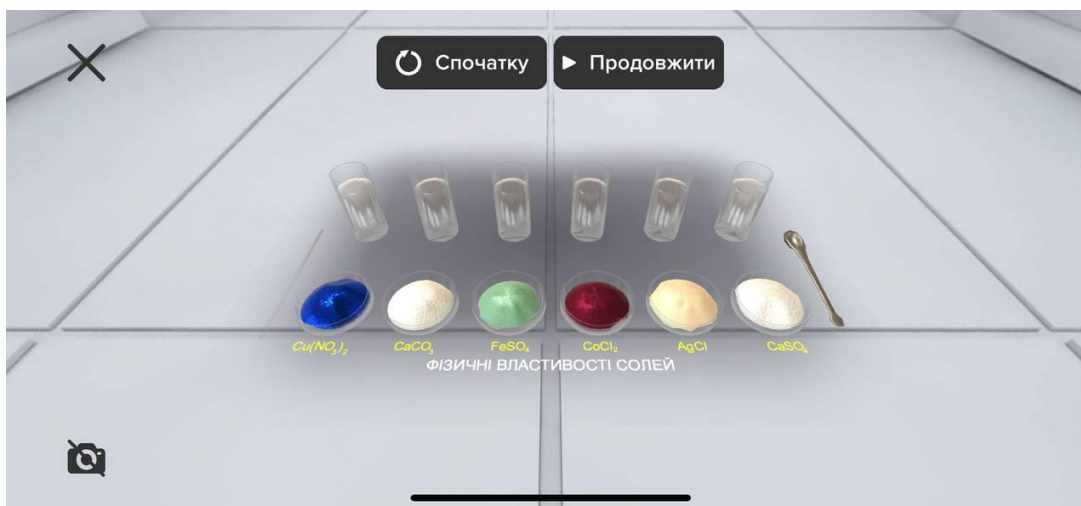 Спочатку
Продовжити
Cu(NO₃)₂ CaCO₃ FeSO₄ CoCl₂ AgCl CaSO₄
ФІЗИЧНІ ВЛАСТИВОСТІ СОЛЕЙ